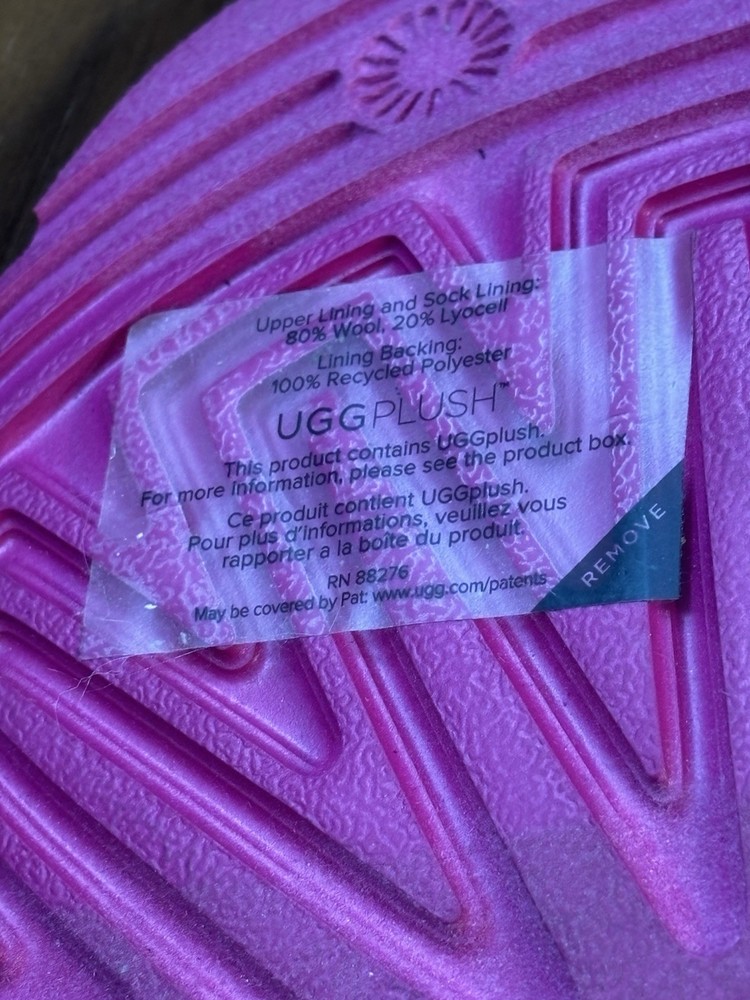 Upper Lining and Sock Lining:
80% Wool, 20% Lyocell
Lining Backing:
100% Recycled Polyester
UGGPLUSH™
This product contains UGGplush.
For more information, please see the product box.
Ce produit contient UGGplush.
Pour plus d'informations, veuillez vous
rapporter a la boîte du produit.
RN 88276
May be covered by Pat: www.ugg.com/patents
REMOVE